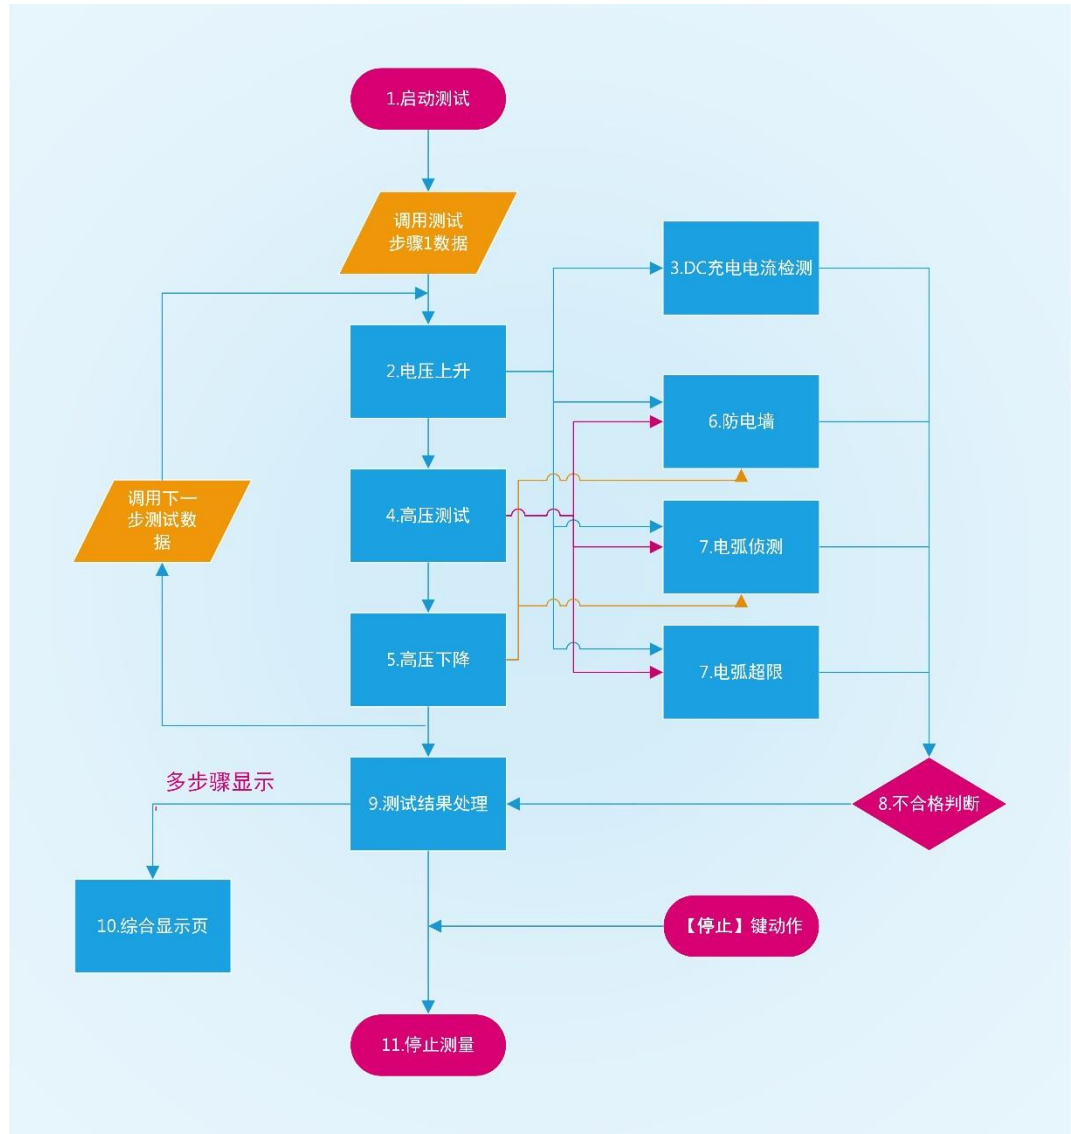 1.启动测试
调用测试
步骤1数据
3.DC充电电流检测
2.电压上升
6.防电墙
调用下一
步测试数
据
4.高压测试
7.电弧侦测
5.高压下降
7.电弧超限
多步骤显示
9.测试结果处理
8.不合格判断
10.综合显示页
【停止】键动作
11.停止测量